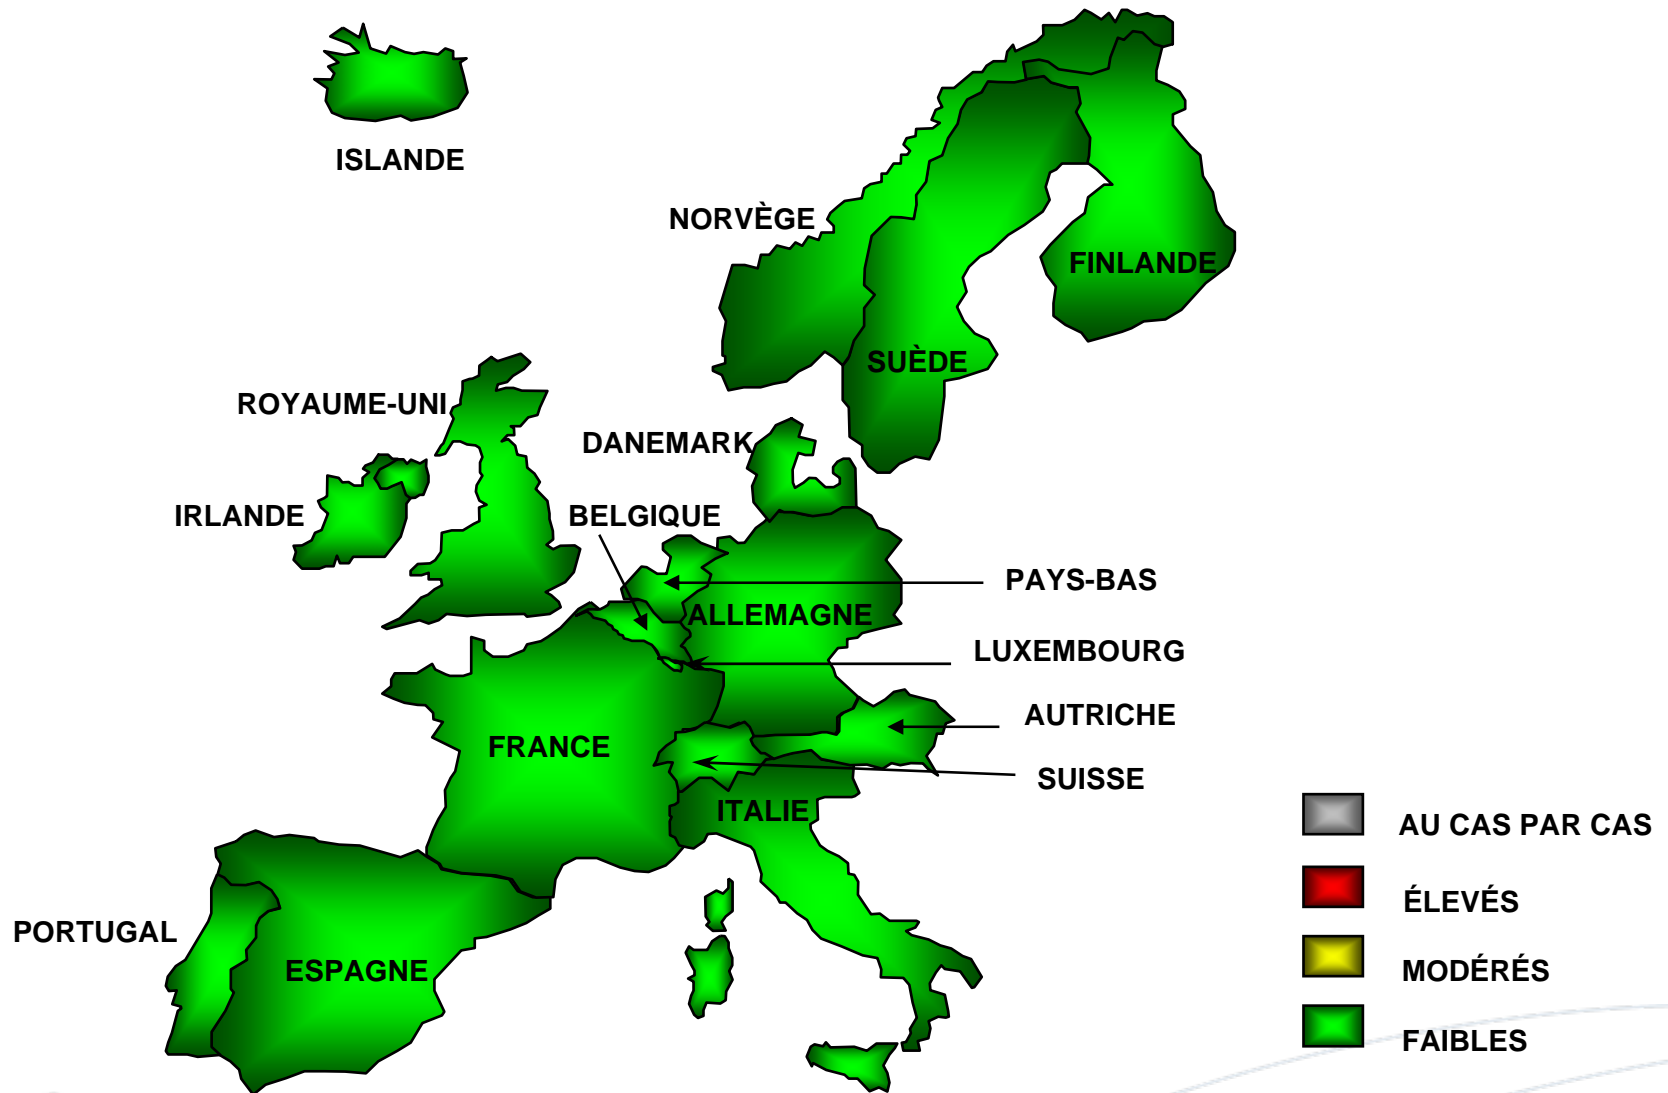 ISLANDE
NORVÈGE
FINLANDE
SUÈDE
ROYAUME-UNI
DANEMARK
IRLANDE
BELGIQUE
PAYS-BAS
ALLEMAGNE
LUXEMBOURG
AUTRICHE
FRANCE
SUISSE
ITALIE
PORTUGAL
ESPAGNE
AU CAS PAR CAS
ÉLEVÉS
MODÉRÉS
FAIBLES